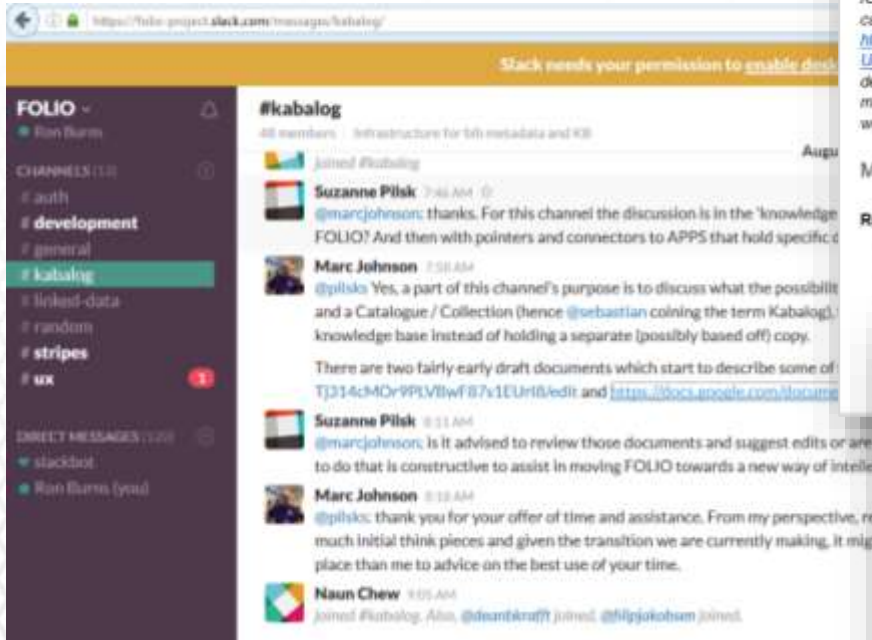 https://folio-project.slack.com/messages/kabalog/
Slack needs your permission to enable desk
FOLIO
Ron Burns
CHANNELS
# auth
# development
# general
# kabalog
# linked-data
# random
# stripes
# ux 1
DIRECT MESSAGES
slackbot
Ron Burns (you)
#kabalog
48 members Infrastructure for bib metadata and KB
Augu
joined #kabalog
Suzanne Pilsk 7:46 AM
@marcjohnson: thanks. For this channel the discussion is in the 'knowledge
FOLIO? And then with pointers and connectors to APPS that hold specific
Marc Johnson 7:58 AM
@pilsks Yes, a part of this channel's purpose is to discuss what the possibilit
and a Catalogue / Collection (hence @sebastian coining the term Kabalog),
knowledge base instead of holding a separate (possibly based off) copy.
There are two fairly early draft documents which start to describe some of
and https://docs.google.com/docume
Suzanne Pilsk 8:11 AM
@marcjohnson: is it advised to review those documents and suggest edits or are
to do that is constructive to assist in moving FOLIO towards a new way of intelle
Marc Johnson 8:18 AM
@pilsks: thank you for your offer of time and assistance. From my perspective, re
much initial think pieces and given the transition we are currently making, it mig
place than me to advice on the best use of your time.
Naun Chew 9:05 AM
joined #kabalog. Also, @deanbkrafft joined, @filipjakobsen joined.